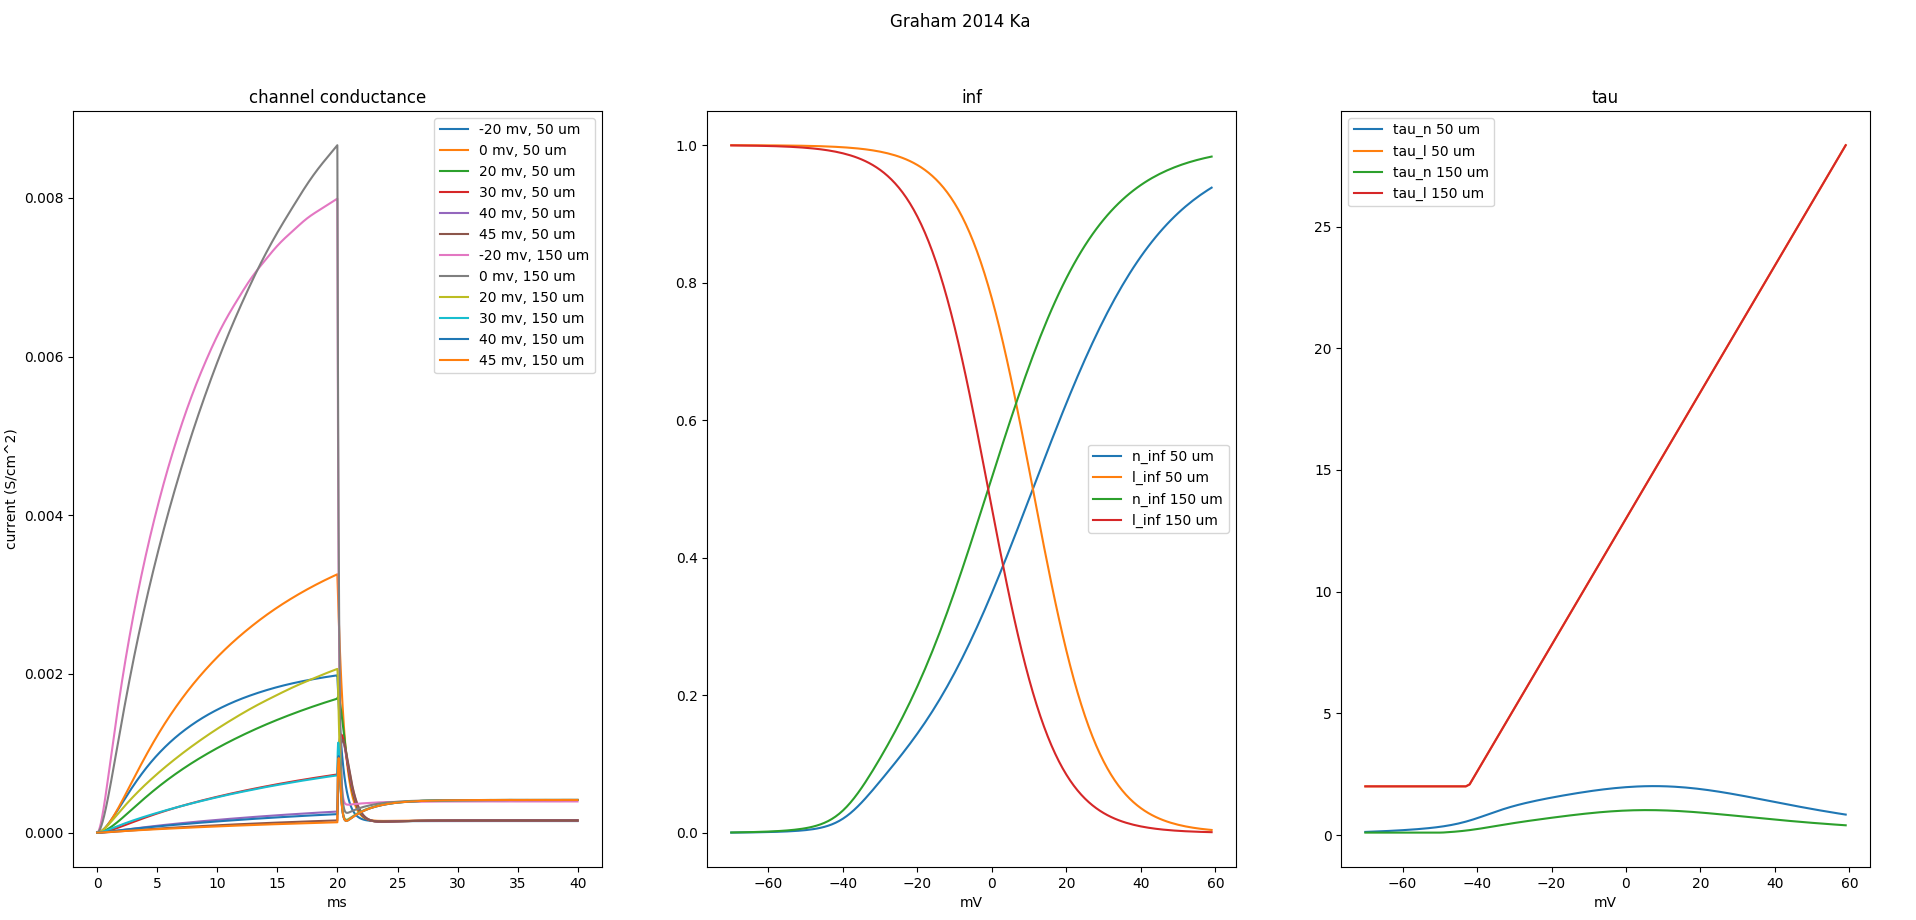 Graham 2014 Ka
channel conductance
current (S/cm^2)
0.008
0.006
0.004
0.002
0.000
-20 mv, 50 um
0 mv, 50 um
20 mv, 50 um
30 mv, 50 um
40 mv, 50 um
45 mv, 50 um
-20 mv, 150 um
0 mv, 150 um
20 mv, 150 um
30 mv, 150 um
40 mv, 150 um
45 mv, 150 um
0 5 10 15 20 25 30 35 40
ms
inf
1.0
0.8
0.6
0.4
0.2
0.0
n_inf 50 um
l_inf 50 um
n_inf 150 um
l_inf 150 um
−60 −40 −20 0 20 40 60
mV
tau
tau_n 50 um
tau_l 50 um
tau_n 150 um
tau_l 150 um
25
20
15
10
5
0
−60 −40 −20 0 20 40 60
mV